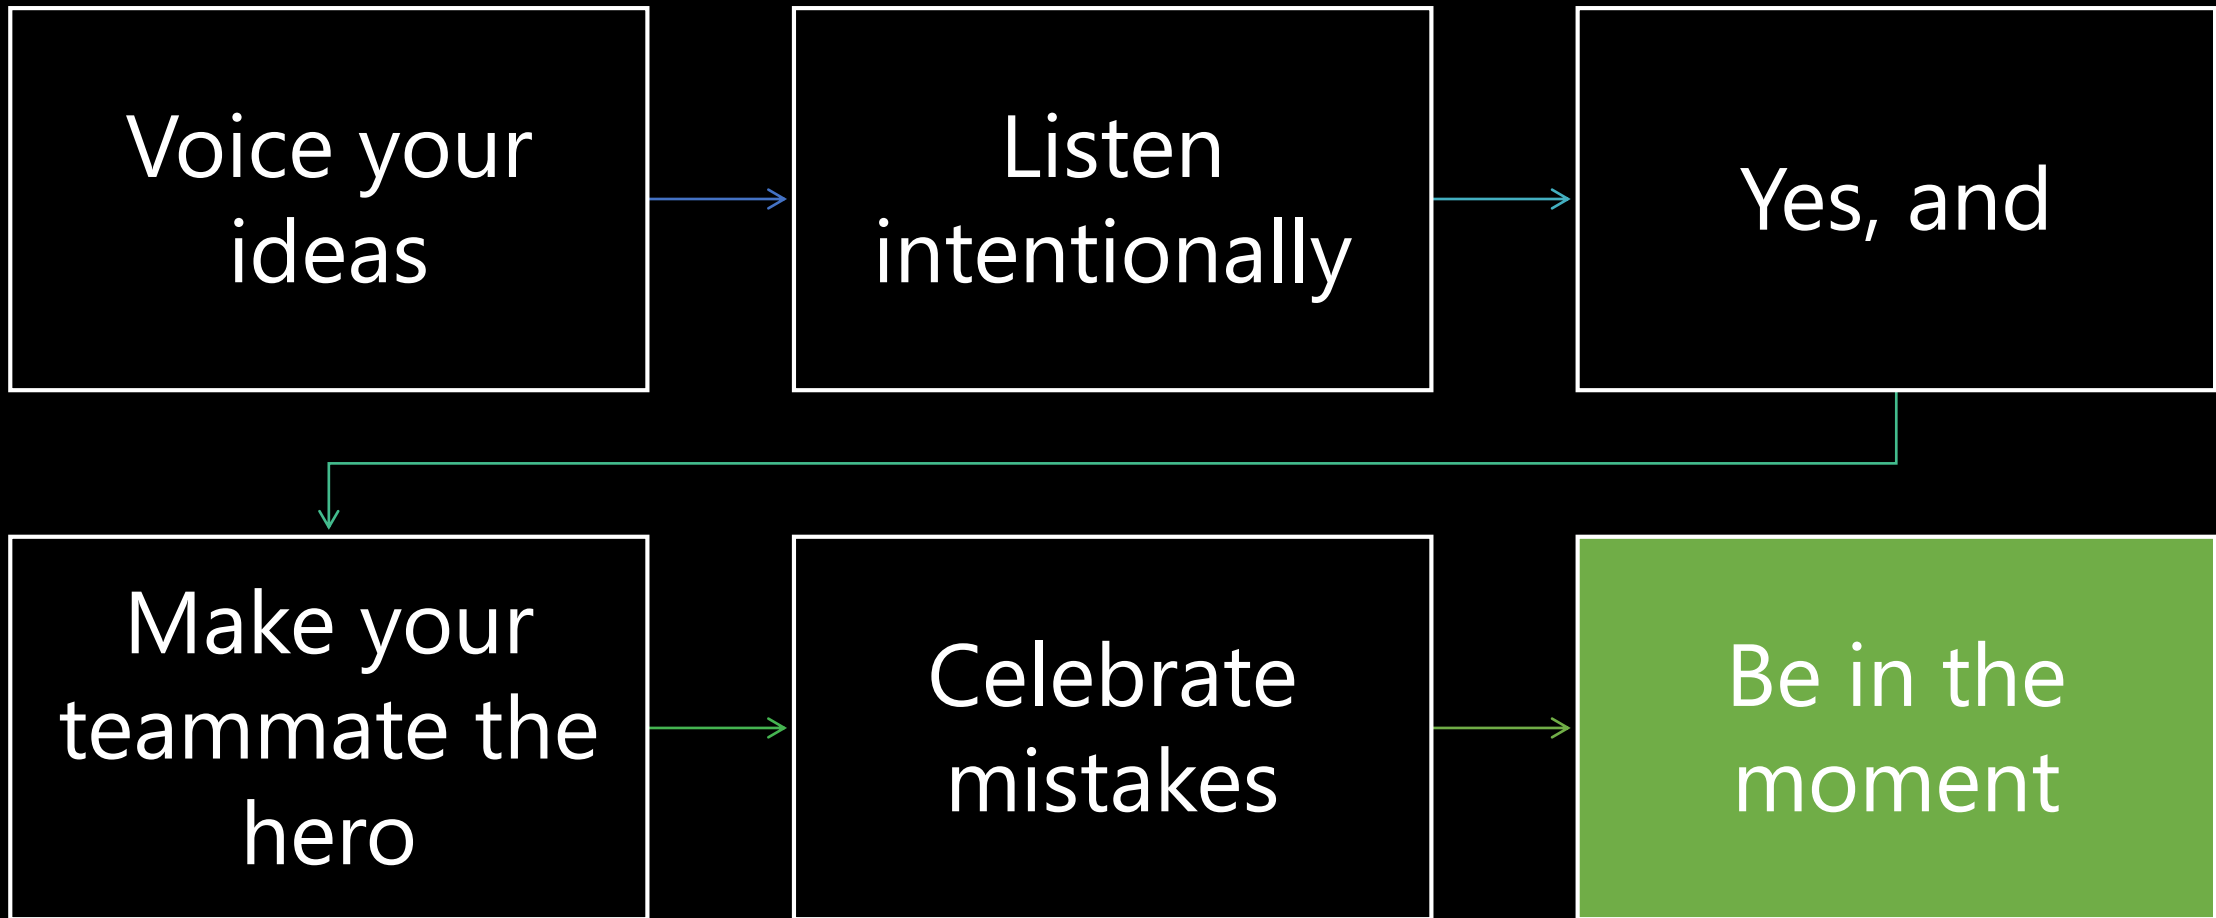 Voice your
ideas
Listen
intentionally
Yes, and
Make your
teammate the
hero
Celebrate
mistakes
Be in the
moment